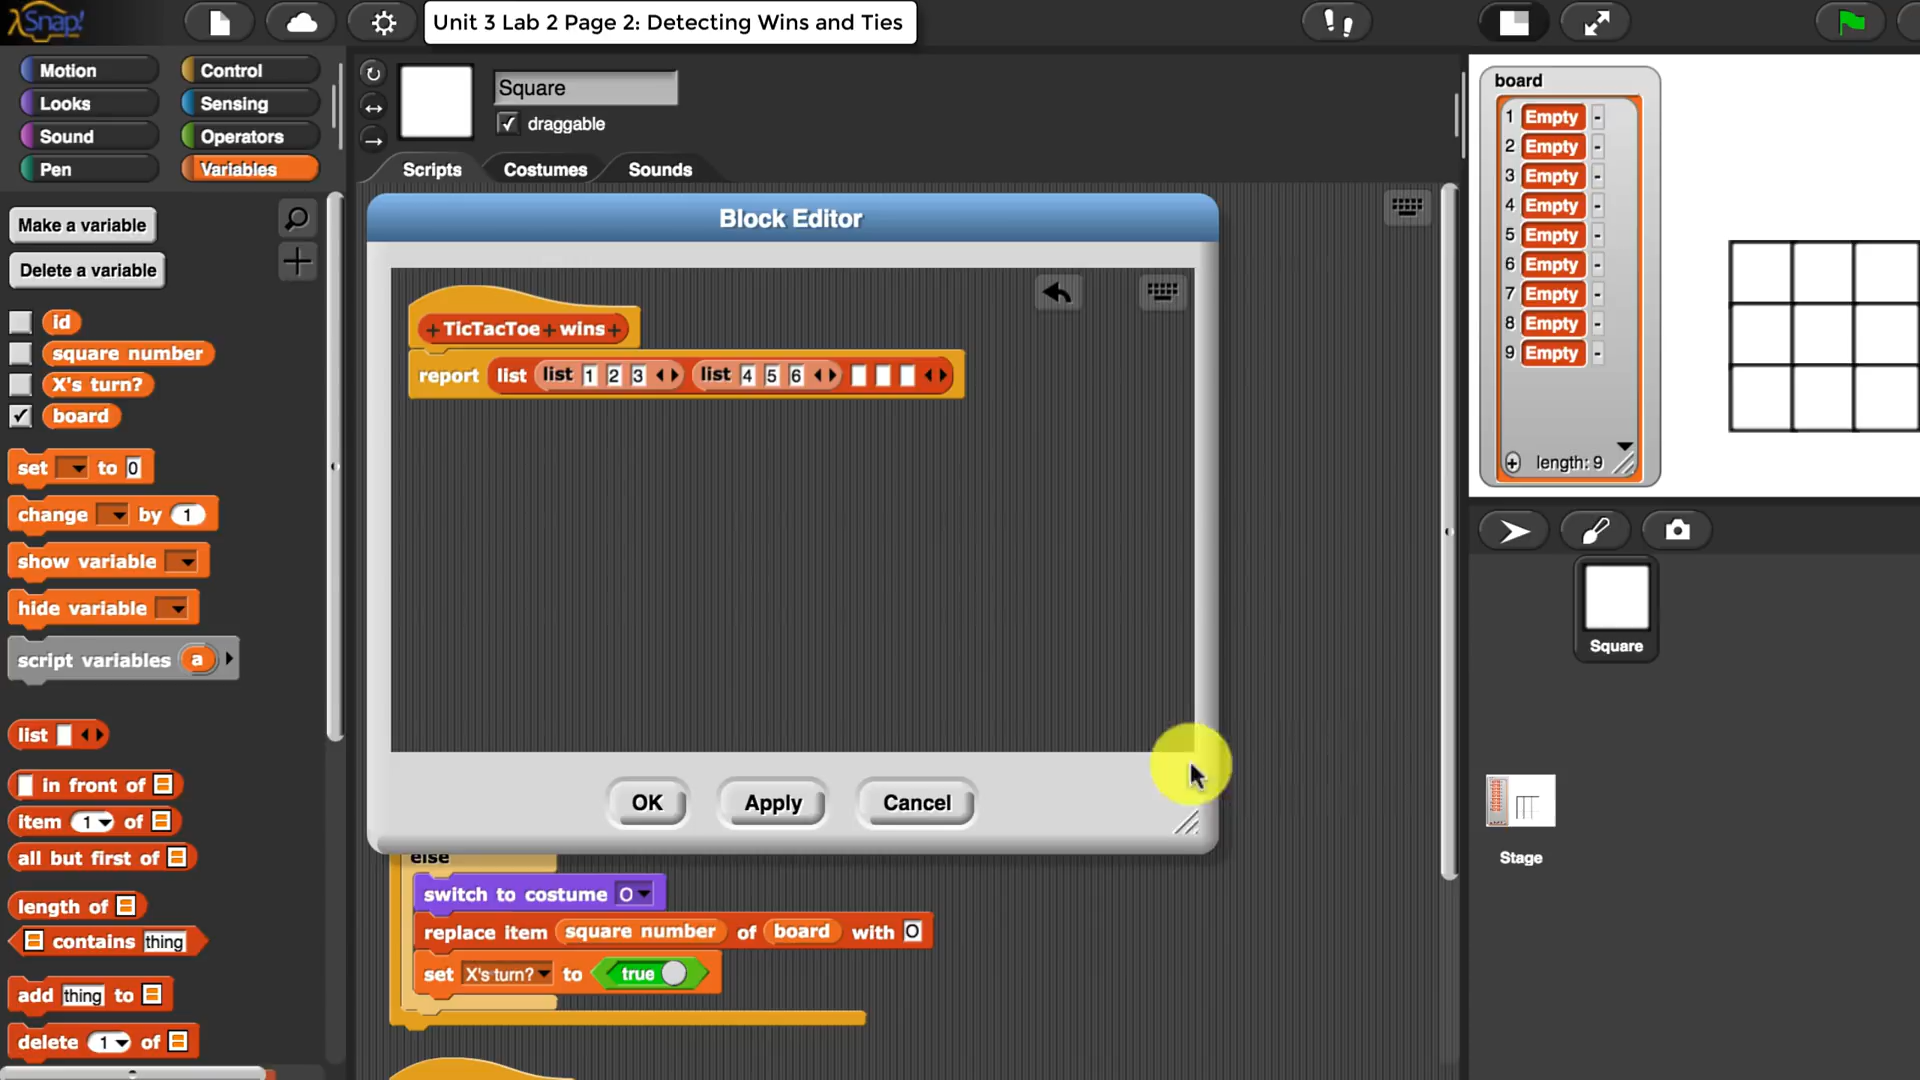 Snap!
Unit 3 Lab 2 Page 2: Detecting Wins and Ties
Motion
Control
Looks
Sensing
Sound
Operators
Pen
Variables
Make a variable
Delete a variable
id
square number
X's turn?
board
set to 0
change by 1
show variable
hide variable
script variables a
list
in front of
item 1 of
all but first of
length of
contains thing
add thing to
delete 1 of
Square
draggable
Scripts
Costumes
Sounds
Block Editor
+ TicTacToe + wins +
report list list 1 2 3 list 4 5 6
OK
Apply
Cancel
else
switch to costume O
replace item square number of board with O
set X's turn? to true
board
1 Empty -
2 Empty -
3 Empty -
4 Empty -
5 Empty -
6 Empty -
7 Empty -
8 Empty -
9 Empty -
+ length: 9
Square
Stage